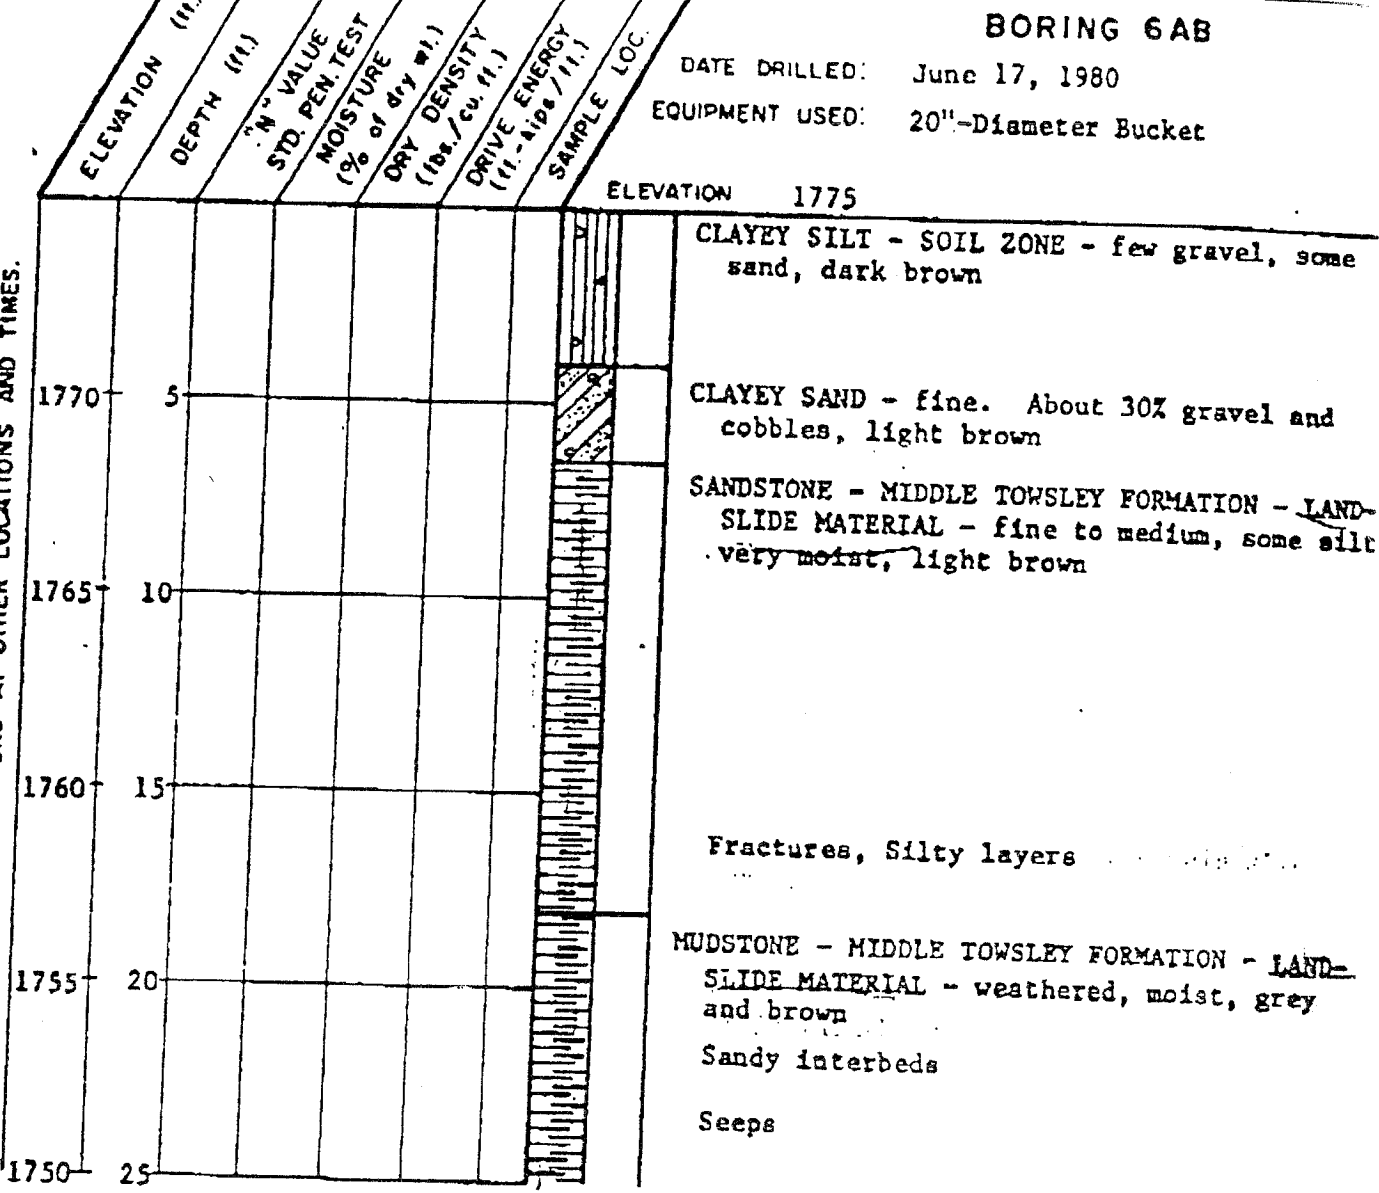 BORING 6AB
DATE DRILLED: June 17, 1980
EQUIPMENT USED: 20"-Diameter Bucket
ELEVATION (ft.)
DEPTH (ft.)
"N" VALUE
STD. PEN. TEST
MOISTURE
(% of dry wt.)
DRY DENSITY
(lbs./cu. ft.)
DRIVE ENERGY
(ft.-kips/ft.)
SAMPLE LOC.
ELEVATION 1775
CLAYEY SILT - SOIL ZONE - few gravel, some
sand, dark brown
1770 5
CLAYEY SAND - fine. About 30% gravel and
cobbles, light brown
SANDSTONE - MIDDLE TOWSLEY FORMATION - LAND-
SLIDE MATERIAL - fine to medium, some silt
very moist, light brown
1765 10
1760 15
Fractures, Silty layers
MUDSTONE - MIDDLE TOWSLEY FORMATION - LAND-
SLIDE MATERIAL - weathered, moist, grey
and brown
1755 20
Sandy interbeds
Seeps
1750 25
AT OTHER LOCATIONS AND TIMES.